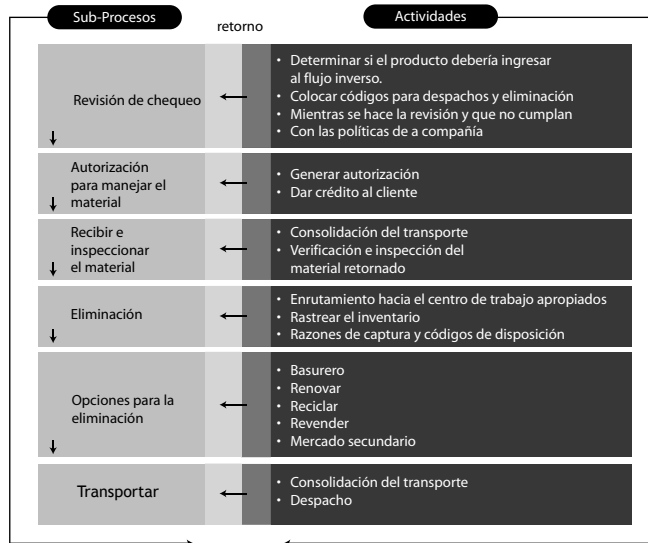 Sub-Procesos
retorno
Actividades
Revisión de chequeo
• Determinar si el producto debería ingresar
al flujo inverso.
• Colocar códigos para despachos y eliminación
• Mientras se hace la revisión y que no cumplan
• Con las políticas de a compañía
Autorización
para manejar el
material
• Generar autorización
• Dar crédito al cliente
Recibir e
inspeccionar
el material
• Consolidación del transporte
• Verificación e inspección del
material retornado
Eliminación
• Enrutamiento hacia el centro de trabajo apropiados
• Rastrear el inventario
• Razones de captura y códigos de disposición
Opciones para la
eliminación
• Basurero
• Renovar
• Reciclar
• Revender
• Mercado secundario
Transportar
• Consolidación del transporte
• Despacho